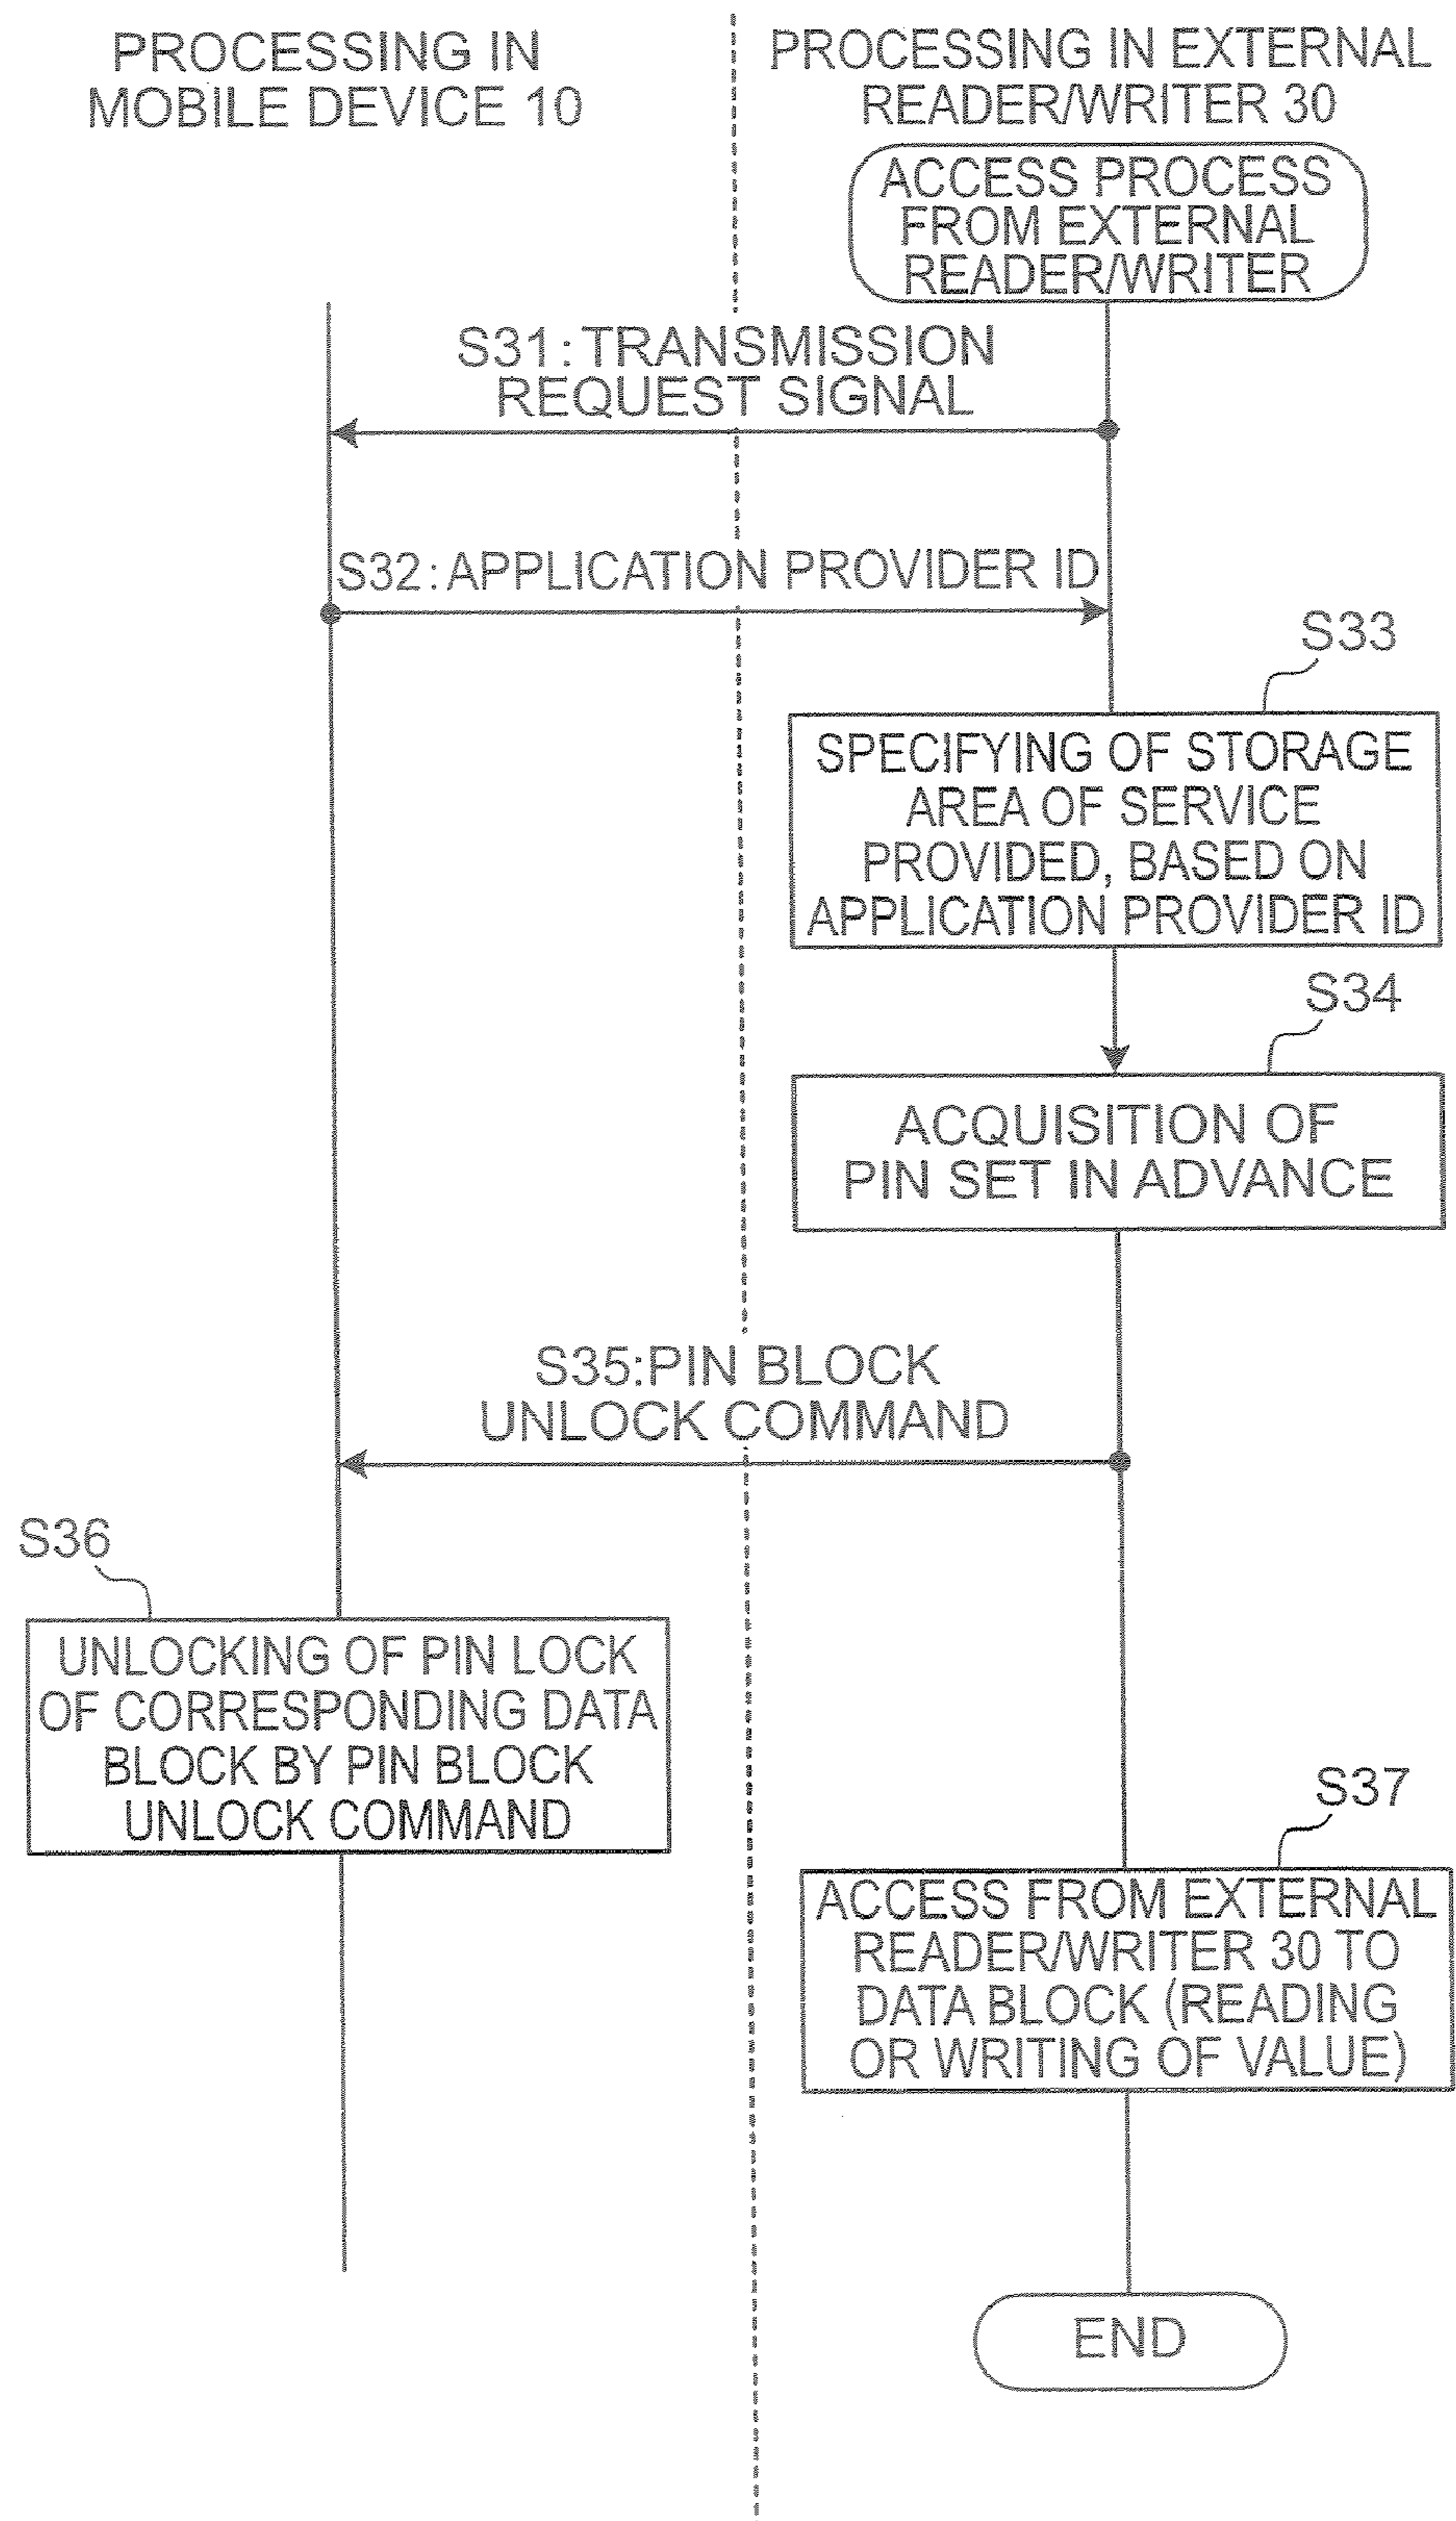 PROCESSING IN
MOBILE DEVICE 10
PROCESSING IN EXTERNAL
READER/WRITER 30
ACCESS PROCESS
FROM EXTERNAL
READER/WRITER
S31: TRANSMISSION
REQUEST SIGNAL
S32: APPLICATION PROVIDER ID
S33
SPECIFYING OF STORAGE
AREA OF SERVICE
PROVIDED, BASED ON
APPLICATION PROVIDER ID
S34
ACQUISITION OF
PIN SET IN ADVANCE
S35:PIN BLOCK
UNLOCK COMMAND
S36
UNLOCKING OF PIN LOCK
OF CORRESPONDING DATA
BLOCK BY PIN BLOCK
UNLOCK COMMAND
S37
ACCESS FROM EXTERNAL
READER/WRITER 30 TO
DATA BLOCK (READING
OR WRITING OF VALUE)
END